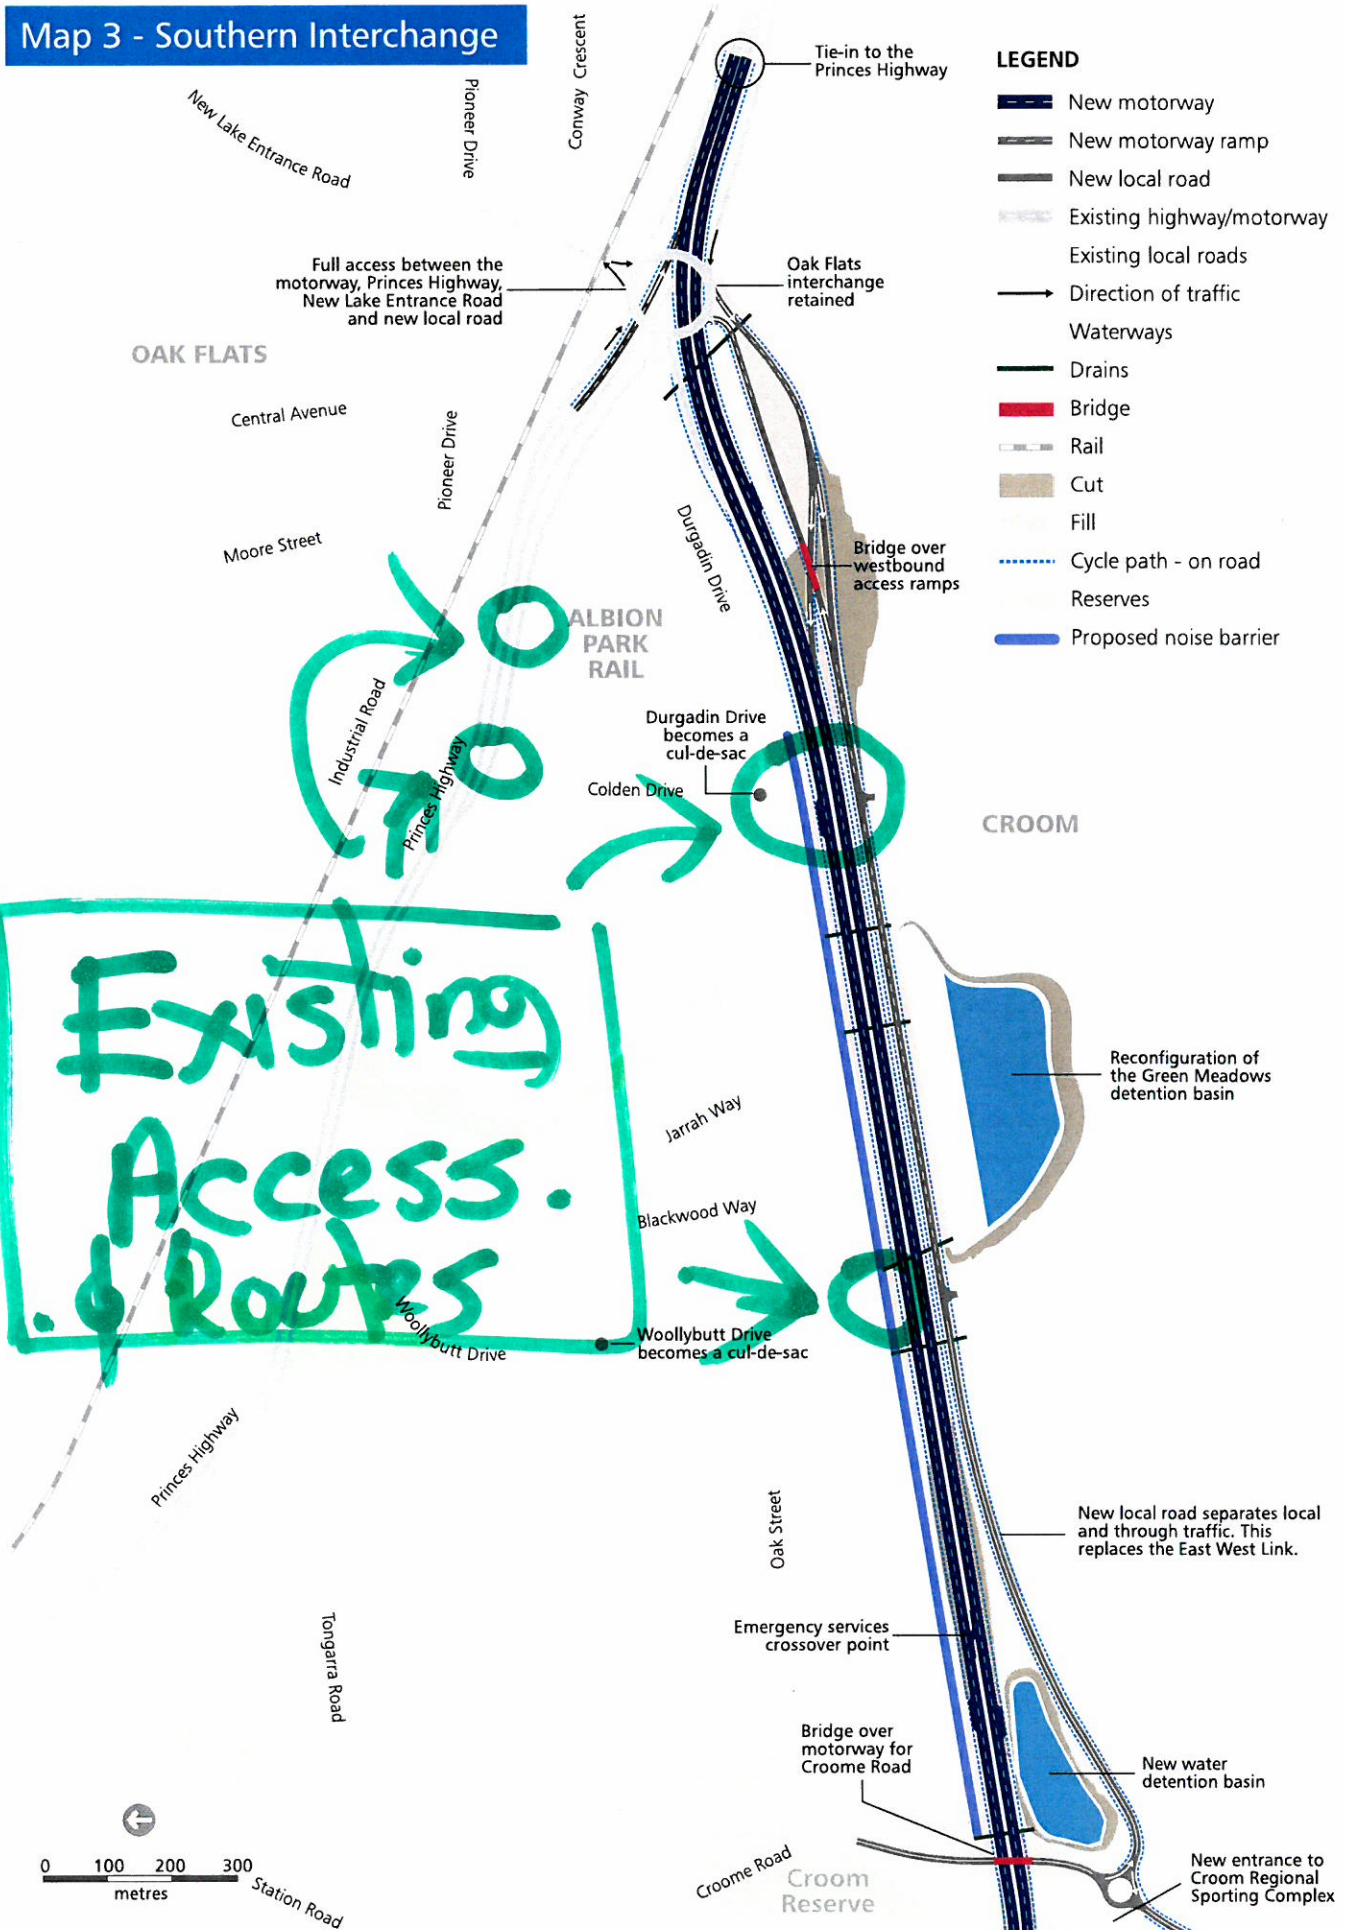 Map 3 - Southern Interchange
New Lake Entrance Road
Pioneer Drive
Conway Crescent
Tie-in to the
Princes Highway
LEGEND
New motorway
New motorway ramp
New local road
Existing highway/motorway
Existing local roads
Direction of traffic
Waterways
Drains
Bridge
Rail
Cut
Fill
Cycle path - on road
Reserves
Proposed noise barrier
Full access between the
motorway, Princes Highway,
New Lake Entrance Road
and new local road
Oak Flats
interchange
retained
OAK FLATS
Central Avenue
Pioneer Drive
Moore Street
Durgadin Drive
Bridge over
westbound
access ramps
ALBION
PARK
RAIL
Industrial Road
Princes Highway
Durgadin Drive
becomes a
cul-de-sac
Colden Drive
CROOM
Existing
Access.
. & Routes
Reconfiguration of
the Green Meadows
detention basin
Jarrah Way
Blackwood Way
Woollybutt Drive
Woollybutt Drive
becomes a cul-de-sac
Princes Highway
Oak Street
New local road separates local
and through traffic. This
replaces the East West Link.
Tongarra Road
Emergency services
crossover point
Bridge over
motorway for
Croome Road
New water
detention basin
0 100 200 300
metres
Station Road
Croome Road
Croom
Reserve
New entrance to
Croom Regional
Sporting Complex